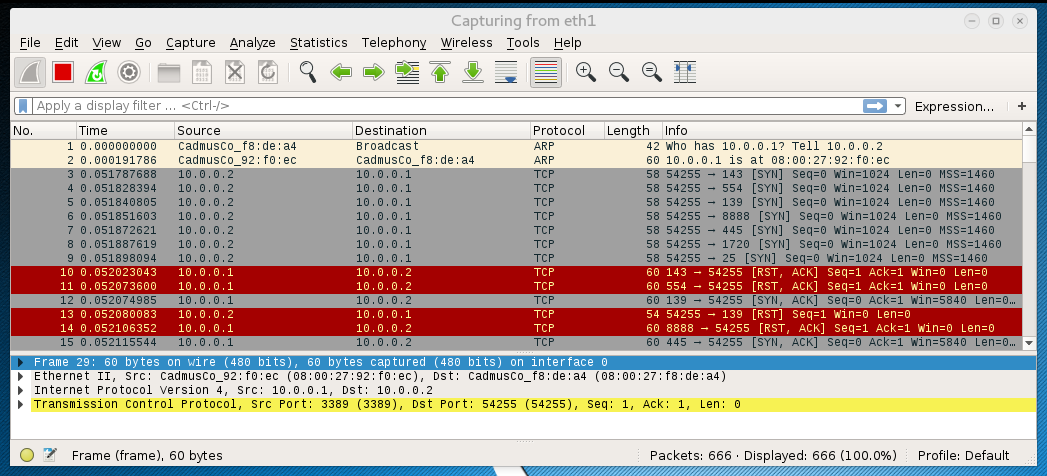 Capturing from eth1
File Edit View Go Capture Analyze Statistics Telephony Wireless Tools Help
Apply a display filter ... <Ctrl-/> Expression... +
No. Time Source Destination Protocol Length Info
1 0.000000000 CadmusCo_f8:de:a4 Broadcast ARP 42 Who has 10.0.0.1? Tell 10.0.0.2
2 0.000191786 CadmusCo_92:f0:ec CadmusCo_f8:de:a4 ARP 60 10.0.0.1 is at 08:00:27:92:f0:ec
3 0.051787688 10.0.0.2 10.0.0.1 TCP 58 54255 → 143 [SYN] Seq=0 Win=1024 Len=0 MSS=1460
4 0.051828394 10.0.0.2 10.0.0.1 TCP 58 54255 → 554 [SYN] Seq=0 Win=1024 Len=0 MSS=1460
5 0.051840805 10.0.0.2 10.0.0.1 TCP 58 54255 → 139 [SYN] Seq=0 Win=1024 Len=0 MSS=1460
6 0.051851603 10.0.0.2 10.0.0.1 TCP 58 54255 → 8888 [SYN] Seq=0 Win=1024 Len=0 MSS=1460
7 0.051872621 10.0.0.2 10.0.0.1 TCP 58 54255 → 445 [SYN] Seq=0 Win=1024 Len=0 MSS=1460
8 0.051887619 10.0.0.2 10.0.0.1 TCP 58 54255 → 1720 [SYN] Seq=0 Win=1024 Len=0 MSS=1460
9 0.051898094 10.0.0.2 10.0.0.1 TCP 58 54255 → 25 [SYN] Seq=0 Win=1024 Len=0 MSS=1460
10 0.052023043 10.0.0.1 10.0.0.2 TCP 60 143 → 54255 [RST, ACK] Seq=1 Ack=1 Win=0 Len=0
11 0.052073600 10.0.0.1 10.0.0.2 TCP 60 554 → 54255 [RST, ACK] Seq=1 Ack=1 Win=0 Len=0
12 0.052074985 10.0.0.1 10.0.0.2 TCP 60 139 → 54255 [SYN, ACK] Seq=0 Ack=1 Win=5840 Len=0…
13 0.052080083 10.0.0.2 10.0.0.1 TCP 54 54255 → 139 [RST] Seq=1 Win=0 Len=0
14 0.052106352 10.0.0.1 10.0.0.2 TCP 60 8888 → 54255 [RST, ACK] Seq=1 Ack=1 Win=0 Len=0
15 0.052115544 10.0.0.1 10.0.0.2 TCP 60 445 → 54255 [SYN, ACK] Seq=0 Ack=1 Win=5840 Len=0…
Frame 29: 60 bytes on wire (480 bits), 60 bytes captured (480 bits) on interface 0
Ethernet II, Src: CadmusCo_92:f0:ec (08:00:27:92:f0:ec), Dst: CadmusCo_f8:de:a4 (08:00:27:f8:de:a4)
Internet Protocol Version 4, Src: 10.0.0.1, Dst: 10.0.0.2
Transmission Control Protocol, Src Port: 3389 (3389), Dst Port: 54255 (54255), Seq: 1, Ack: 1, Len: 0
Frame (frame), 60 bytes Packets: 666 · Displayed: 666 (100.0%) Profile: Default